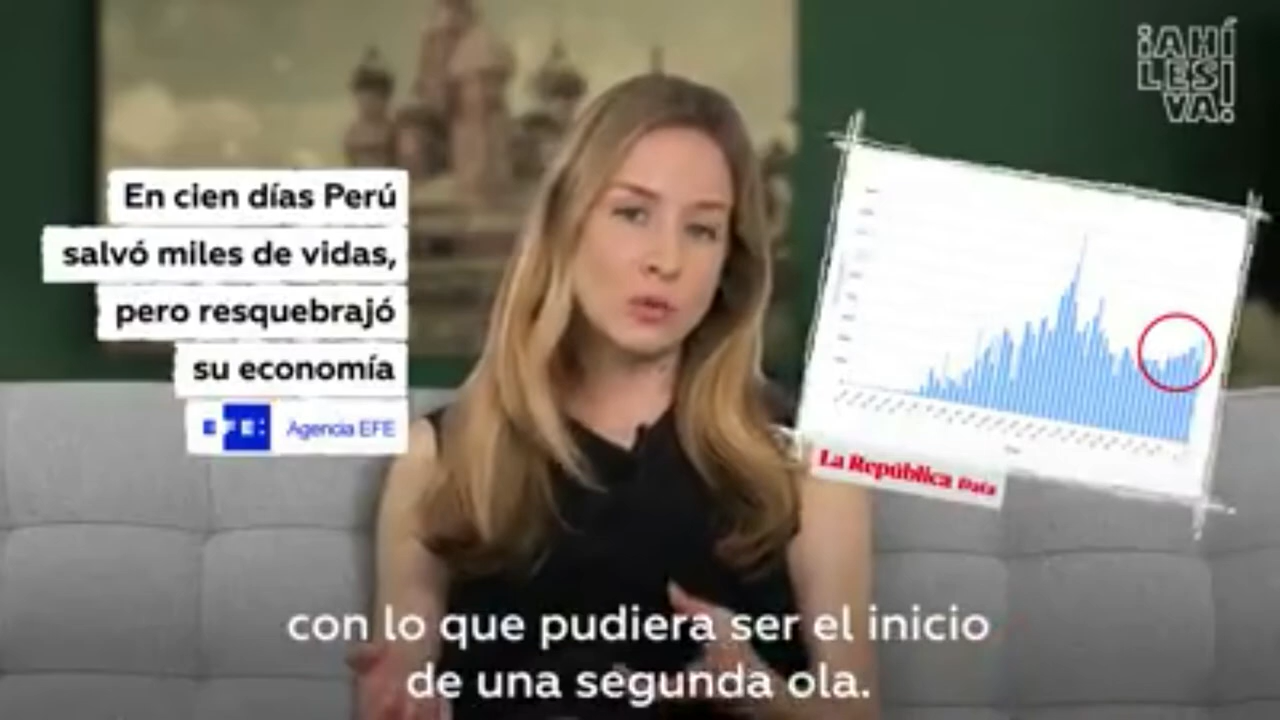 ¡AHÍ
LES
VA!
En cien días Perú
salvó miles de vidas,
pero resquebrajó
su economía
EFE: Agencia EFE
La República Data
con lo que pudiera ser el inicio
de una segunda ola.